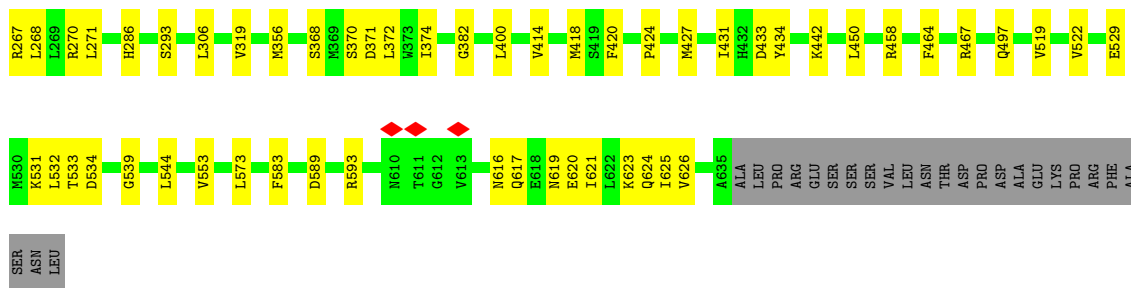 R267 L268 L269 R270 L271 H286 S293 L306 V319 M356 S368 M369 S370 D371 L372 W373 I374 G382 L400 V414 M418 S419 F420 P424 M427 I431 H432 D433 Y434 K442 L450 R458 F464 R467 Q497 V519 V522 E529
M530 K531 L532 T533 D534 G539 L544 V553 L573 F583 D589 R593 N610 T611 G612 V613 N616 Q617 E618 N619 E620 I621 L622 K623 Q624 I625 V626 A635 ALA LEU PRO ARG GLU SER SER SER VAL LEU ASN THR ASP PRO ASP ALA GLU LYS PRO ARG PHE ALA
SER ASN LEU